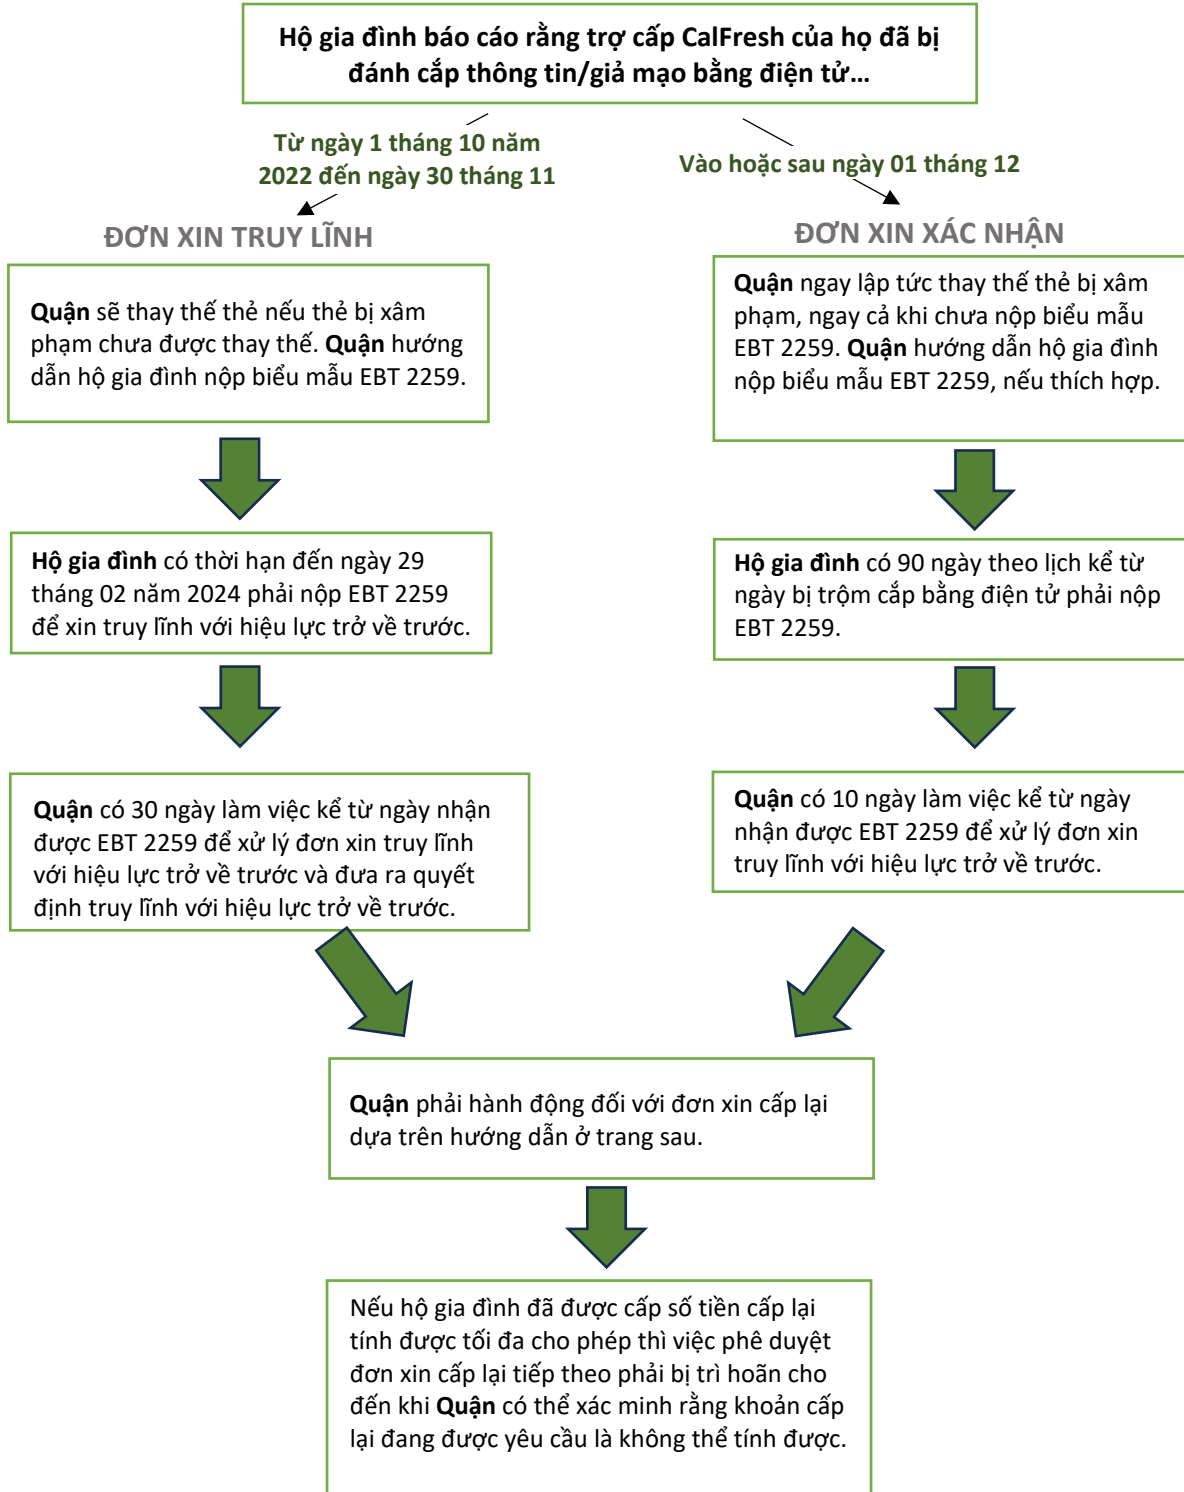 Hộ gia đình báo cáo rằng trợ cấp CalFresh của họ đã bị
đánh cắp thông tin/giả mạo bằng điện tử...
Từ ngày 1 tháng 10 năm
2022 đến ngày 30 tháng 11
Vào hoặc sau ngày 01 tháng 12
ĐƠN XIN TRUY LĨNH
Quận sẽ thay thế thẻ nếu thẻ bị xâm
phạm chưa được thay thế. Quận hướng
dẫn hộ gia đình nộp biểu mẫu EBT 2259.
Hộ gia đình có thời hạn đến ngày 29
tháng 02 năm 2024 phải nộp EBT 2259
để xin truy lĩnh với hiệu lực trở về trước.
Quận có 30 ngày làm việc kể từ ngày nhận
được EBT 2259 để xử lý đơn xin truy lĩnh
với hiệu lực trở về trước và đưa ra quyết
định truy lĩnh với hiệu lực trở về trước.
ĐƠN XIN XÁC NHẬN
Quận ngay lập tức thay thế thẻ bị xâm
phạm, ngay cả khi chưa nộp biểu mẫu
EBT 2259. Quận hướng dẫn hộ gia đình
nộp biểu mẫu EBT 2259, nếu thích hợp.
Hộ gia đình có 90 ngày theo lịch kể từ
ngày bị trộm cắp bằng điện tử phải nộp
EBT 2259.
Quận có 10 ngày làm việc kể từ ngày
nhận được EBT 2259 để xử lý đơn xin
truy lĩnh với hiệu lực trở về trước.
Quận phải hành động đối với đơn xin cấp lại
dựa trên hướng dẫn ở trang sau.
Nếu hộ gia đình đã được cấp số tiền cấp lại
tính được tối đa cho phép thì việc phê duyệt
đơn xin cấp lại tiếp theo phải bị trì hoãn cho
đến khi Quận có thể xác minh rằng khoản cấp
lại đang được yêu cầu là không thể tính được.